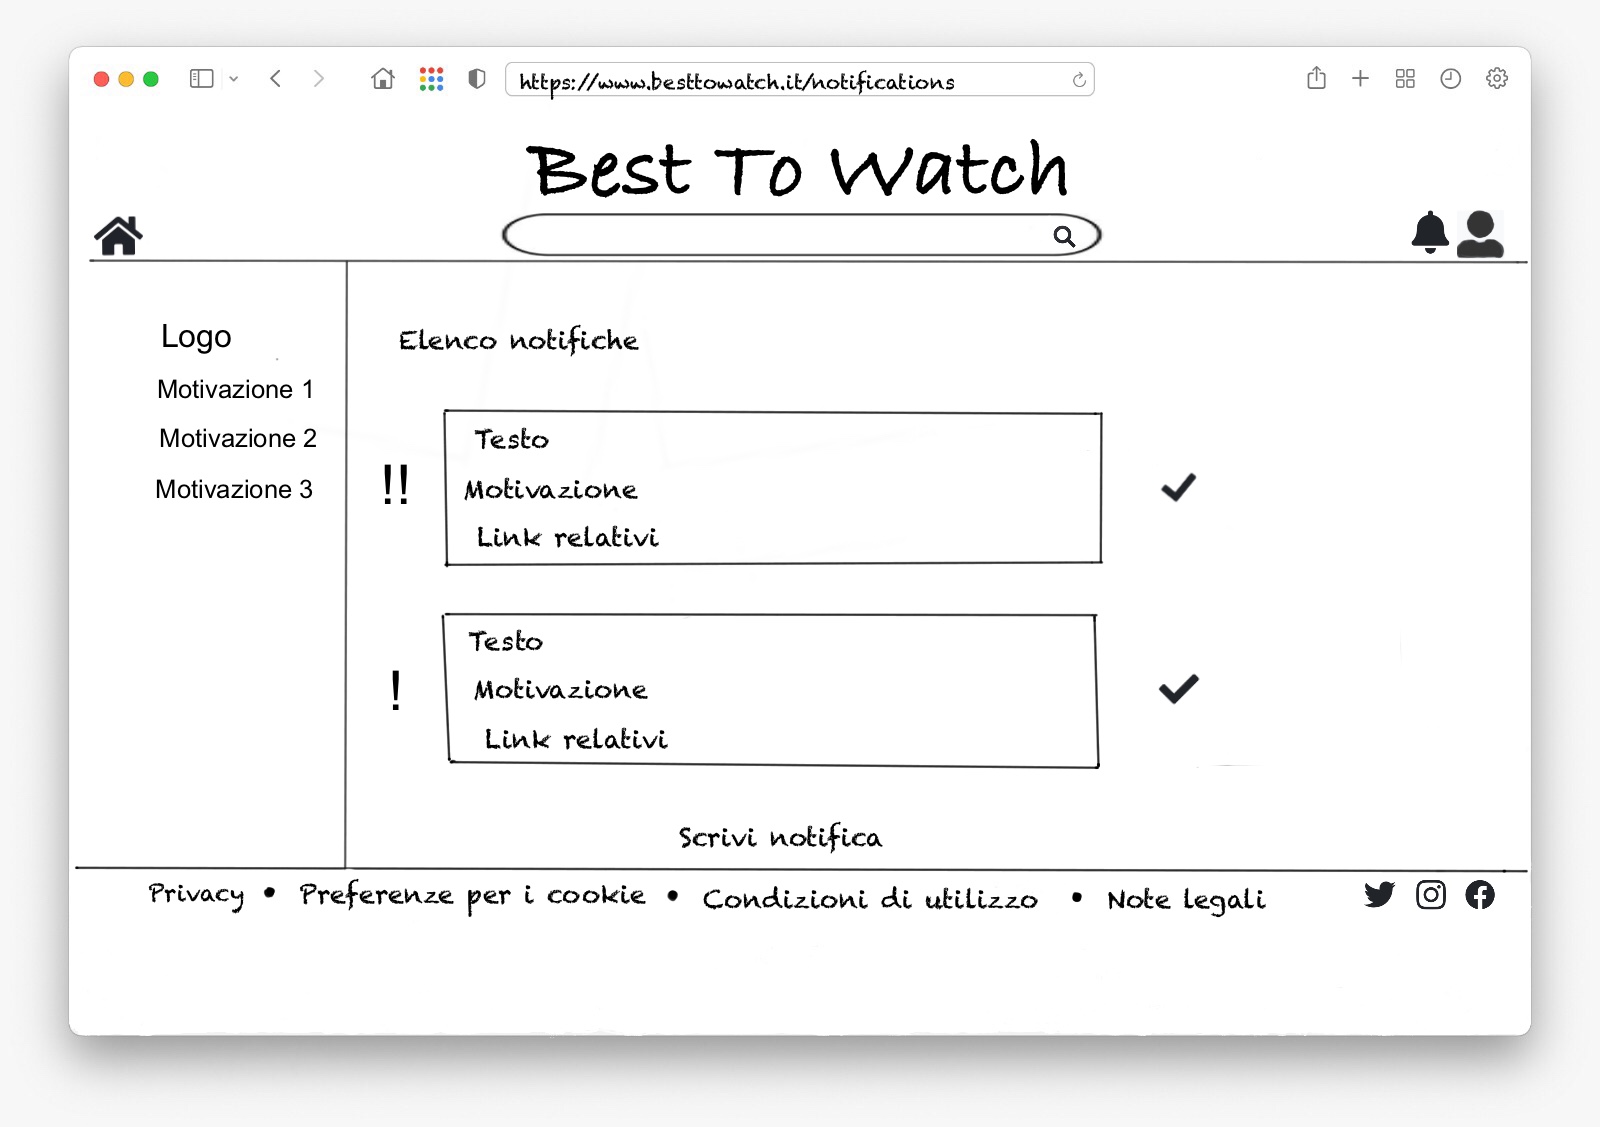 https://www.besttowatch.it/notifications
Best To Watch
Logo
Motivazione 1
Motivazione 2
Motivazione 3
Elenco notifiche
!!
Testo
Motivazione
Link relativi
!
Testo
Motivazione
Link relativi
Scrivi notifica
Privacy • Preferenze per i cookie • Condizioni di utilizzo • Note legali